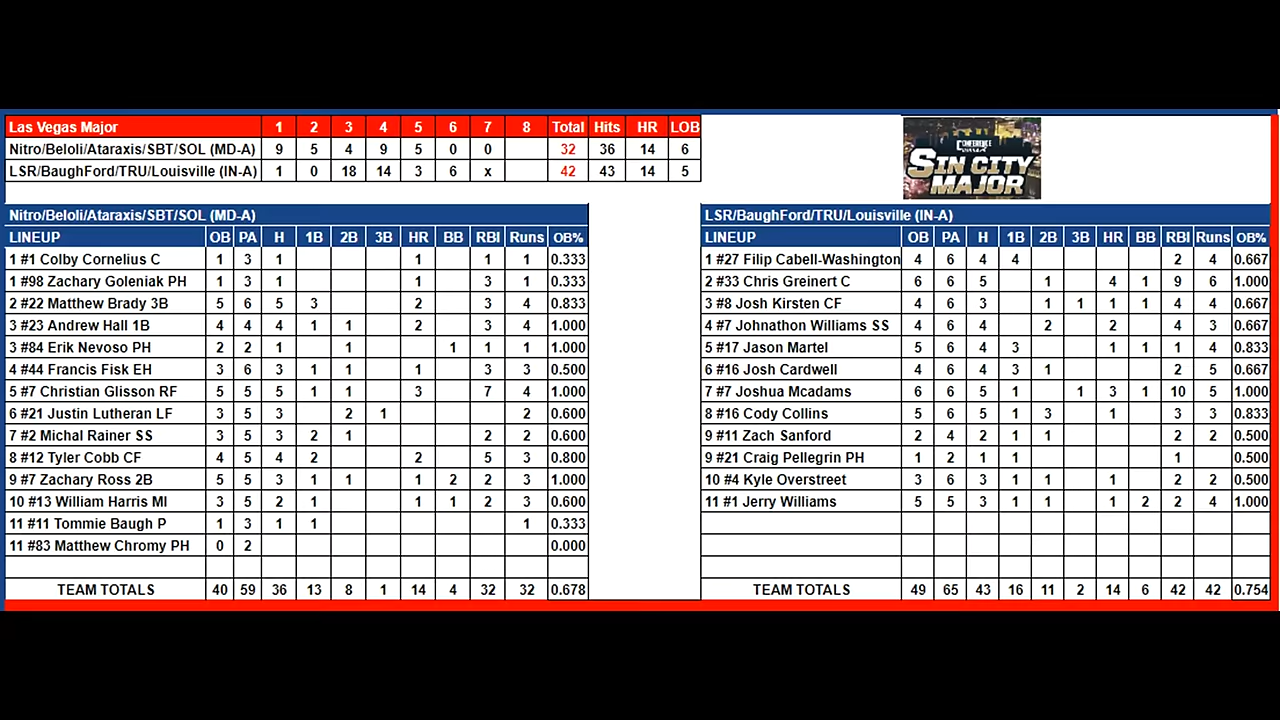 Las Vegas Major 1 2 3 4 5 6 7 8 Total Hits HR LOB
Nitro/Beloli/Ataraxis/SBT/SOL (MD-A) 9 5 4 9 5 0 0 32 36 14 6
LSR/BaughFord/TRU/Louisville (IN-A) 1 0 18 14 3 6 x 42 43 14 5
CONFERENCE
SIN CITY
MAJOR
Nitro/Beloli/Ataraxis/SBT/SOL (MD-A)
LINEUP OB PA H 1B 2B 3B HR BB RBI Runs OB%
1 #1 Colby Cornelius C 1 3 1 1 1 1 0.333
1 #98 Zachary Goleniak PH 1 3 1 1 3 1 0.333
2 #22 Matthew Brady 3B 5 6 5 3 2 3 4 0.833
3 #23 Andrew Hall 1B 4 4 4 1 1 2 3 4 1.000
3 #84 Erik Nevoso PH 2 2 1 1 1 1 1 1.000
4 #44 Francis Fisk EH 3 6 3 1 1 1 3 3 0.500
5 #7 Christian Glisson RF 5 5 5 1 1 3 7 4 1.000
6 #21 Justin Lutheran LF 3 5 3 2 1 2 0.600
7 #2 Michal Rainer SS 3 5 3 2 1 2 2 0.600
8 #12 Tyler Cobb CF 4 5 4 2 2 5 3 0.800
9 #7 Zachary Ross 2B 5 5 3 1 1 1 2 2 3 1.000
10 #13 William Harris MI 3 5 2 1 1 1 2 3 0.600
11 #11 Tommie Baugh P 1 3 1 1 1 0.333
11 #83 Matthew Chromy PH 0 2 0.000
TEAM TOTALS 40 59 36 13 8 1 14 4 32 32 0.678
LSR/BaughFord/TRU/Louisville (IN-A)
LINEUP OB PA H 1B 2B 3B HR BB RBI Runs OB%
1 #27 Filip Cabell-Washington 4 6 4 4 2 4 0.667
2 #33 Chris Greinert C 6 6 5 1 4 1 9 6 1.000
3 #8 Josh Kirsten CF 4 6 3 1 1 1 1 4 4 0.667
4 #7 Johnathon Williams SS 4 6 4 2 2 4 3 0.667
5 #17 Jason Martel 5 6 4 3 1 1 1 4 0.833
6 #16 Josh Cardwell 4 6 4 3 1 2 5 0.667
7 #7 Joshua Mcadams 6 6 5 1 1 3 1 10 5 1.000
8 #16 Cody Collins 5 6 5 1 3 1 3 3 0.833
9 #11 Zach Sanford 2 4 2 1 1 2 2 0.500
9 #21 Craig Pellegrin PH 1 2 1 1 1 0.500
10 #4 Kyle Overstreet 3 6 3 1 1 1 2 2 0.500
11 #1 Jerry Williams 5 5 3 1 1 1 2 2 4 1.000
TEAM TOTALS 49 65 43 16 11 2 14 6 42 42 0.754